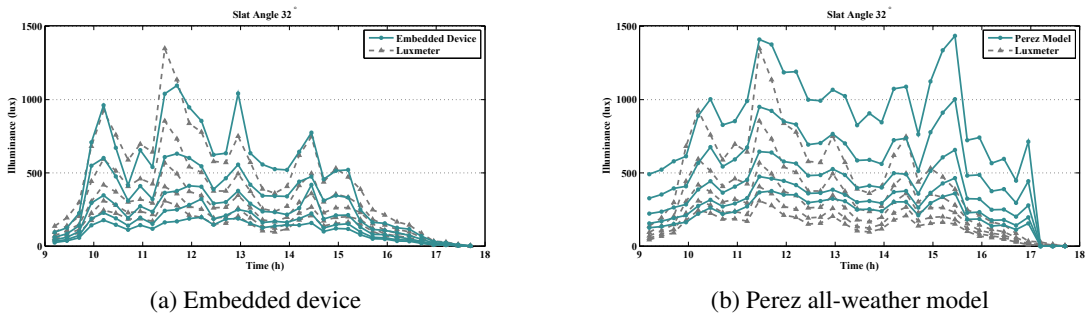 Slat Angle 32°
1500
1000
500
0
Illuminance (lux)
Embedded Device
Luxmeter
9 10 11 12 13 14 15 16 17 18
Time (h)
(a) Embedded device
Slat Angle 32°
1500
1000
500
0
Illuminance (lux)
Perez Model
Luxmeter
9 10 11 12 13 14 15 16 17 18
Time (h)
(b) Perez all-weather model